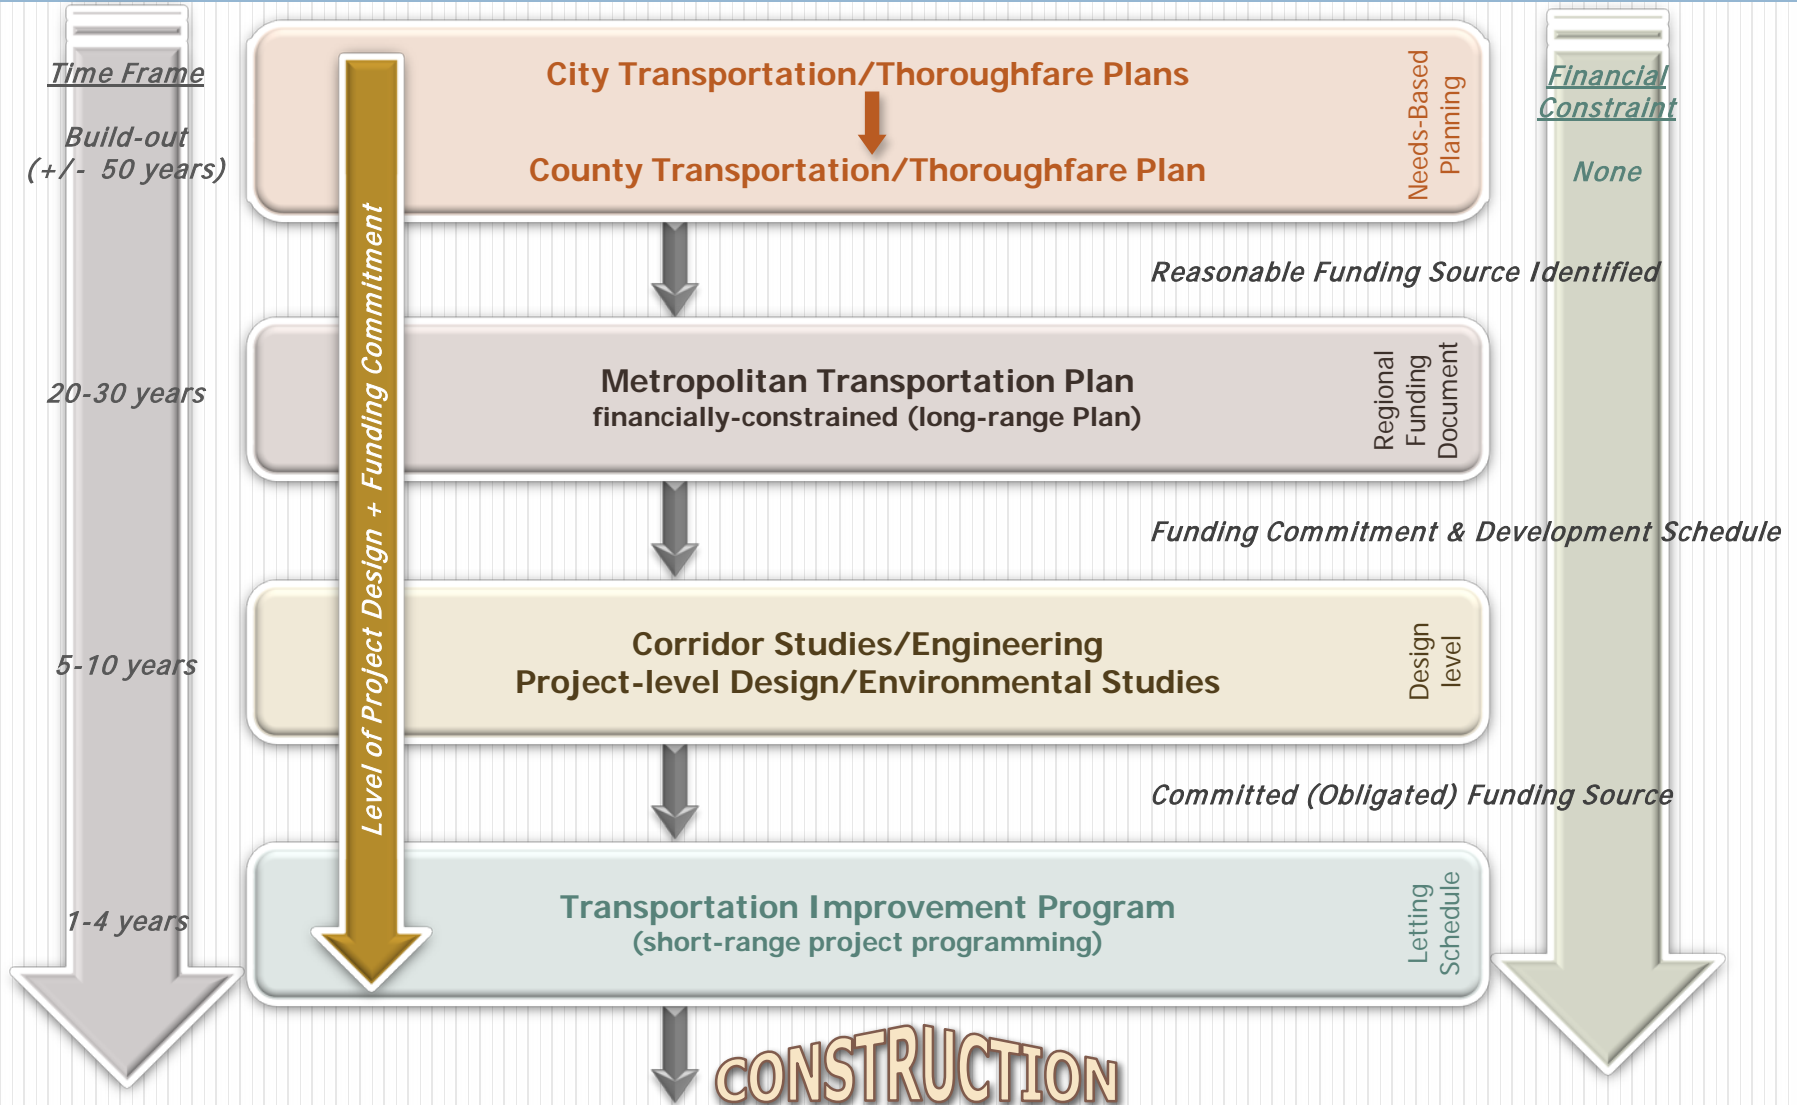 Time Frame
Build-out
(+/- 50 years)
City Transportation/Thoroughfare Plans
County Transportation/Thoroughfare Plan
Needs-Based
Planning
Financial
Constraint
None
Level of Project Design + Funding Commitment
Reasonable Funding Source Identified
20-30 years
Metropolitan Transportation Plan
financially-constrained (long-range Plan)
Regional
Funding
Document
Funding Commitment & Development Schedule
5-10 years
Corridor Studies/Engineering
Project-level Design/Environmental Studies
Design
level
Committed (Obligated) Funding Source
1-4 years
Transportation Improvement Program
(short-range project programming)
Letting
Schedule
CONSTRUCTION